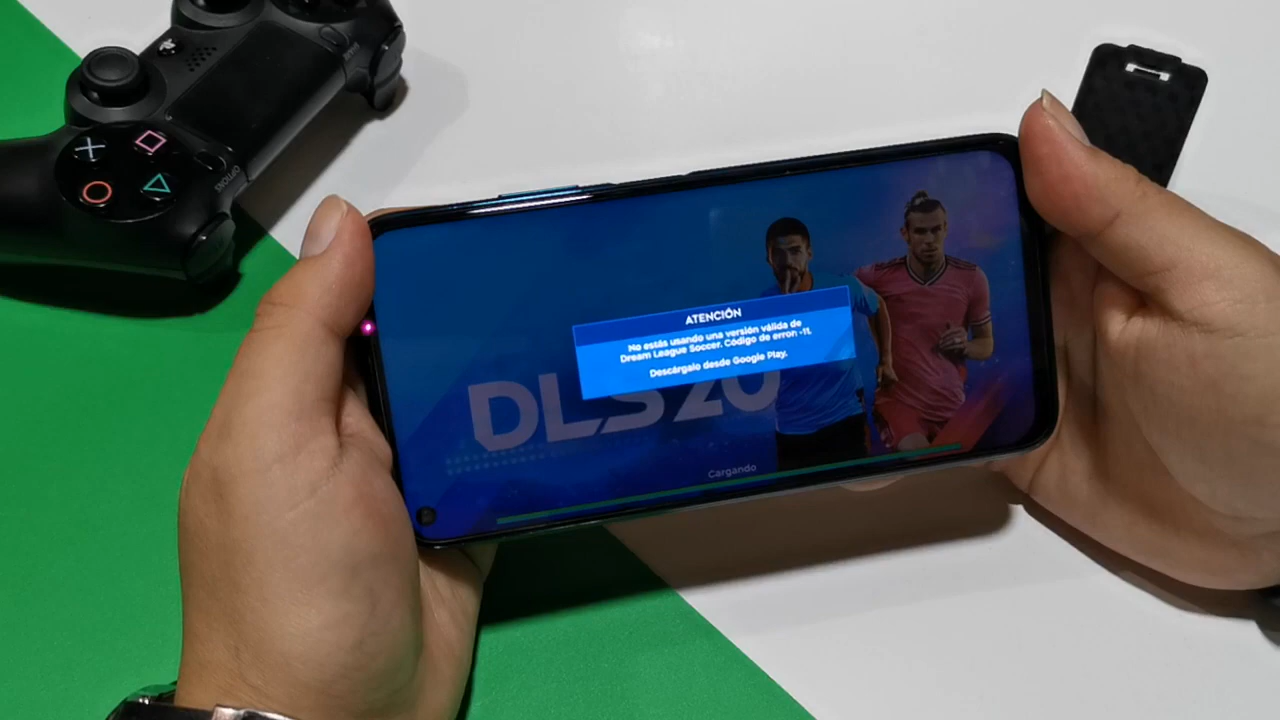 OPTIONS
ATENCIÓN
No estás usando una versión válida de
Dream League Soccer. Código de error: -11.
Descárgalo desde Google Play.
DLS 20
Cargando